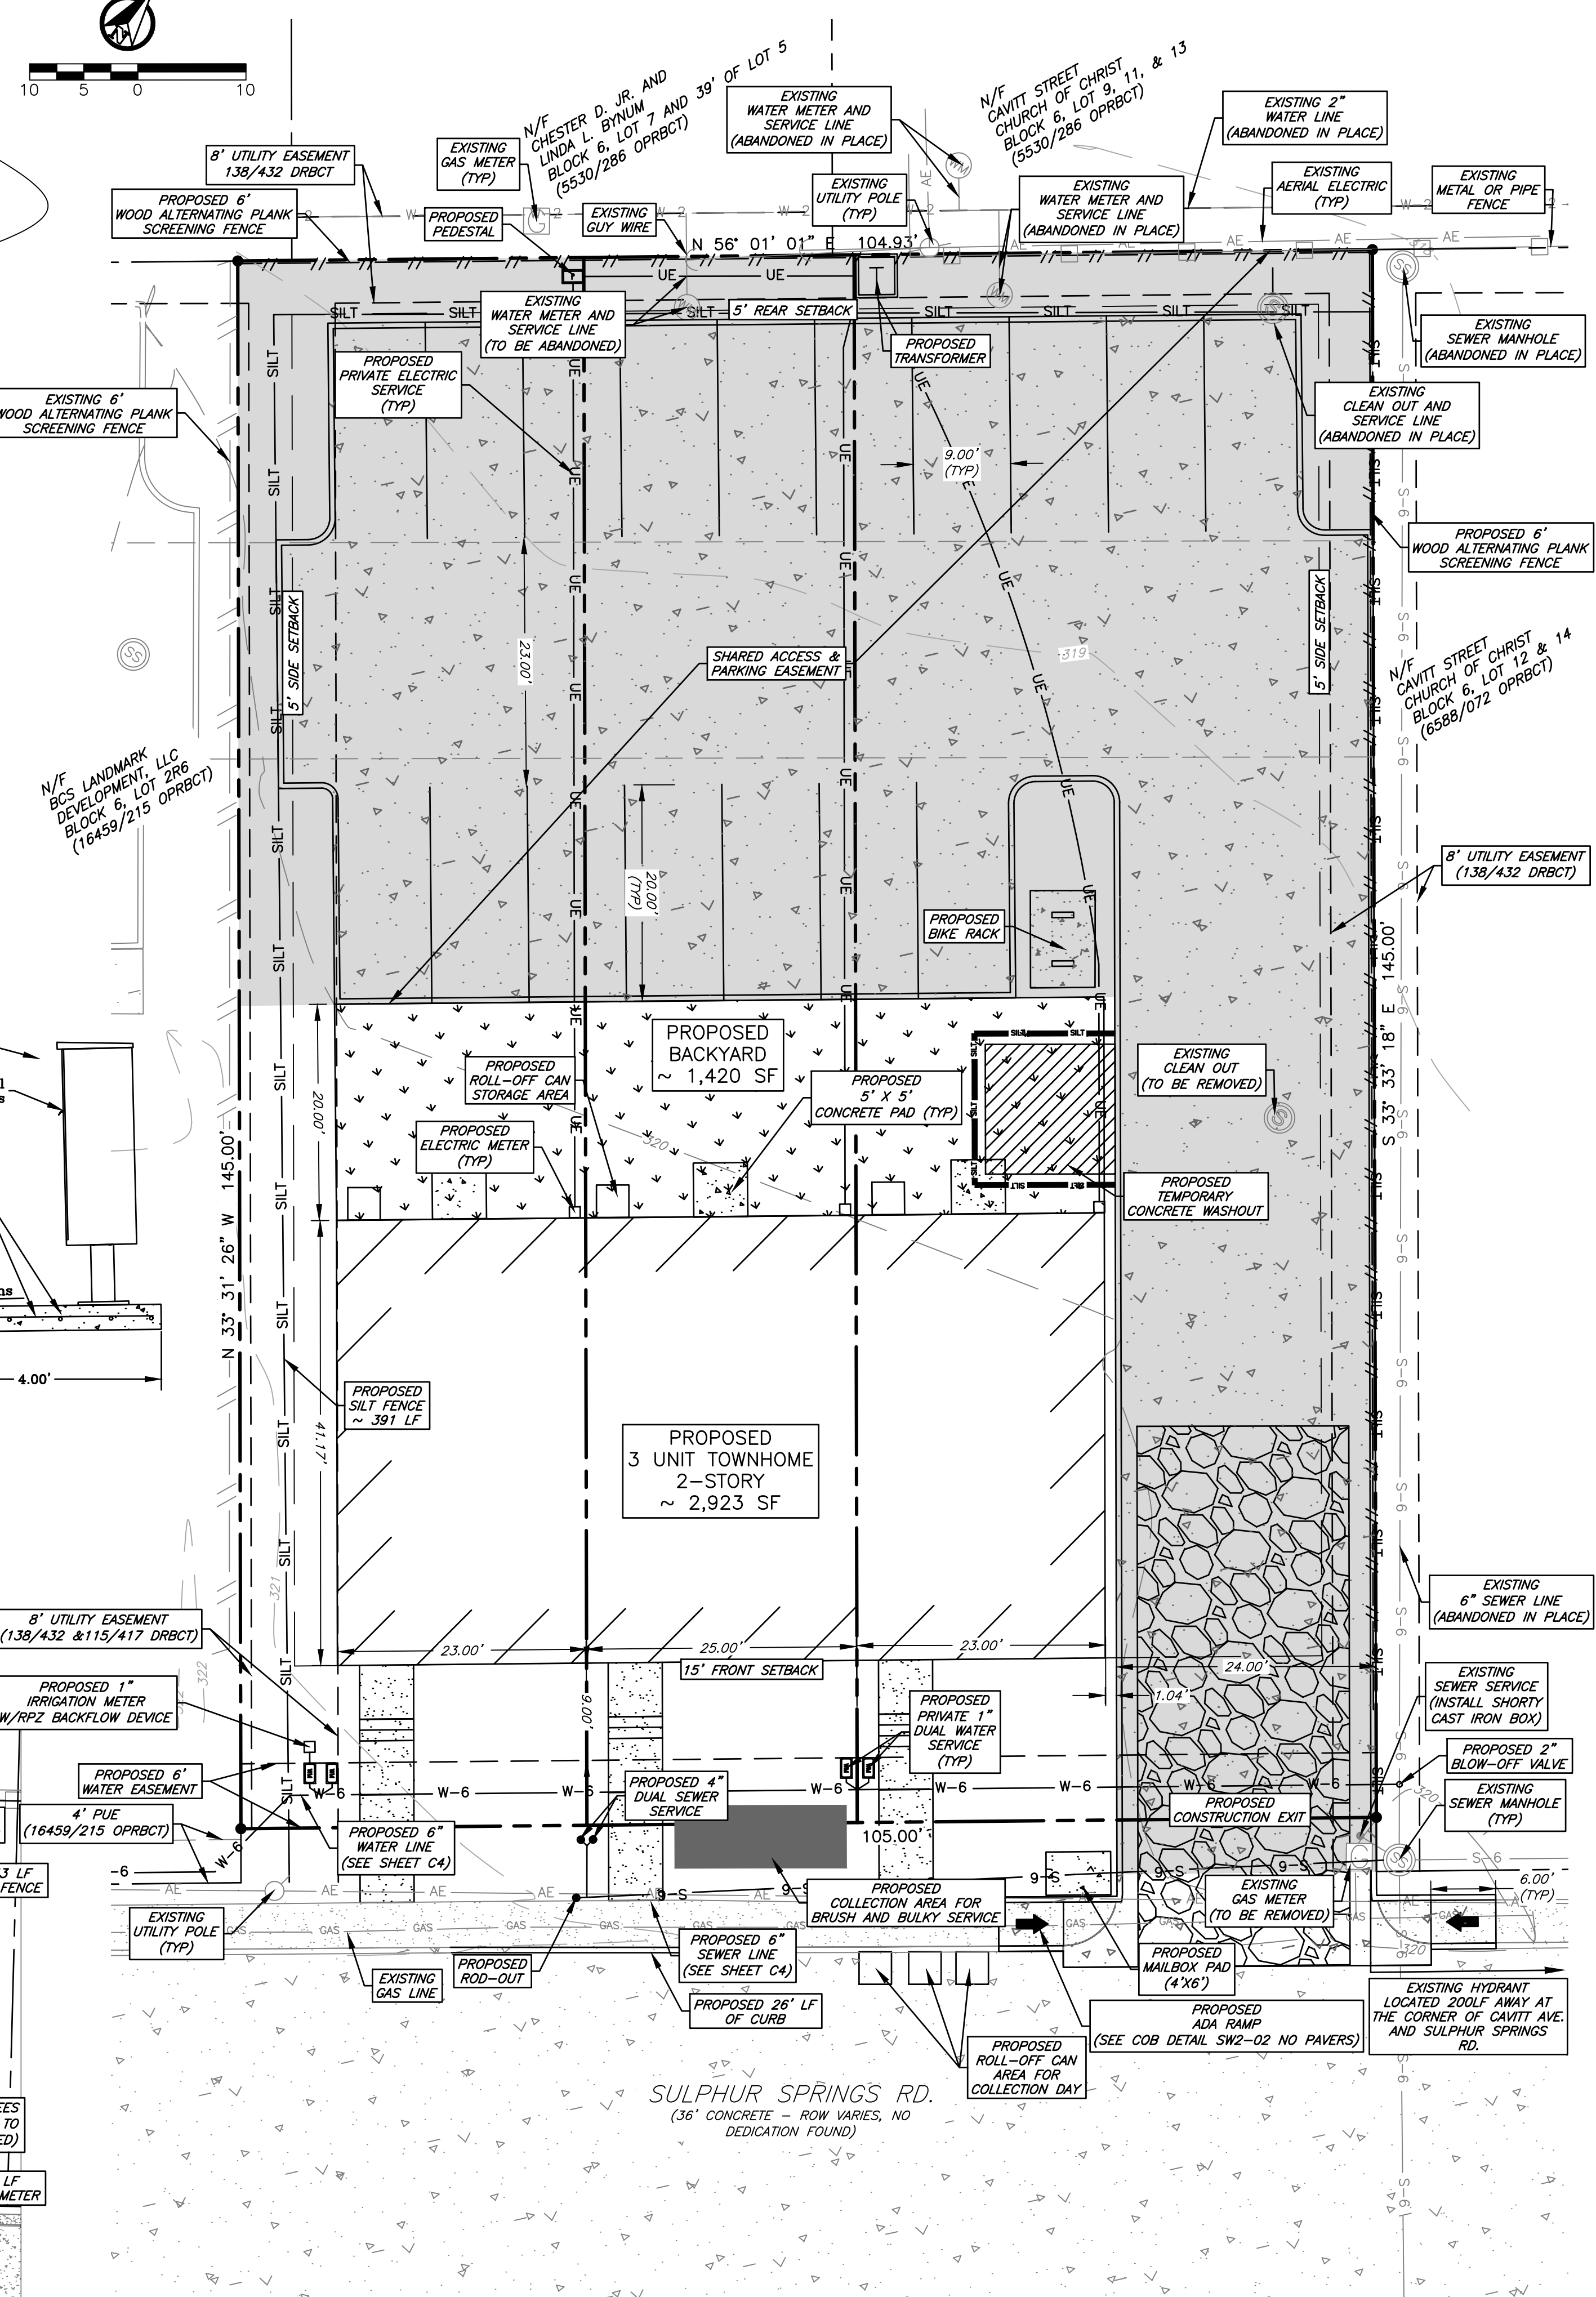 10 5 0 10
N/F
CHESTER D. JR. AND
LINDA L. BYNUM
BLOCK 6, LOT 7 AND 39' OF LOT 5
(5530/286 OPRBCT)
EXISTING
WATER METER AND
SERVICE LINE
(ABANDONED IN PLACE)
N/F
CAVITT STREET
CHURCH OF CHRIST
BLOCK 6, LOT 9, 11, & 13
(5530/286 OPRBCT)
EXISTING 2"
WATER LINE
(ABANDONED IN PLACE)
8' UTILITY EASEMENT
138/432 DRBCT
EXISTING
GAS METER
(TYP)
PROPOSED 6'
WOOD ALTERNATING PLANK
SCREENING FENCE
PROPOSED
PEDESTAL
EXISTING
GUY WIRE
EXISTING
UTILITY POLE
(TYP)
EXISTING
WATER METER AND
SERVICE LINE
(ABANDONED IN PLACE)
EXISTING
AERIAL ELECTRIC
(TYP)
EXISTING
METAL OR PIPE
FENCE
N 56° 01' 01" E 104.93'
EXISTING
WATER METER AND
SERVICE LINE
(TO BE ABANDONED)
5' REAR SETBACK
PROPOSED
TRANSFORMER
EXISTING
SEWER MANHOLE
(ABANDONED IN PLACE)
PROPOSED
PRIVATE ELECTRIC
SERVICE
(TYP)
EXISTING 6'
WOOD ALTERNATING PLANK
SCREENING FENCE
EXISTING
CLEAN OUT AND
SERVICE LINE
(ABANDONED IN PLACE)
9.00'
(TYP)
PROPOSED 6'
WOOD ALTERNATING PLANK
SCREENING FENCE
5' SIDE SETBACK
23.00'
SHARED ACCESS &
PARKING EASEMENT
319
5' SIDE SETBACK
N/F
CAVITT STREET
CHURCH OF CHRIST
BLOCK 6, LOT 12 & 14
(6588/072 OPRBCT)
N/F
BCS LANDMARK
DEVELOPMENT, LLC
BLOCK 6, LOT 2R6
(16459/215 OPRBCT)
20.00'
(TYP)
8' UTILITY EASEMENT
(138/432 DRBCT)
PROPOSED
BIKE RACK
S 33° 33' 18" E 145.00'
PROPOSED
BACKYARD
~ 1,420 SF
PROPOSED
ROLL-OFF CAN
STORAGE AREA
PROPOSED
5' X 5'
CONCRETE PAD (TYP)
EXISTING
CLEAN OUT
(TO BE REMOVED)
20.00'
PROPOSED
ELECTRIC METER
(TYP)
320
PROPOSED
TEMPORARY
CONCRETE WASHOUT
N 33° 31' 26" W 145.00'
4.00'
PROPOSED
SILT FENCE
~ 391 LF
41.17'
PROPOSED
3 UNIT TOWNHOME
2-STORY
~ 2,923 SF
321
322
8' UTILITY EASEMENT
(138/432 &115/417 DRBCT)
EXISTING
6" SEWER LINE
(ABANDONED IN PLACE)
23.00'
25.00'
23.00'
15' FRONT SETBACK
24.00'
1.04'
9.00'
PROPOSED 1"
IRRIGATION METER
W/RPZ BACKFLOW DEVICE
PROPOSED
PRIVATE 1"
DUAL WATER
SERVICE
(TYP)
EXISTING
SEWER SERVICE
(INSTALL SHORTY
CAST IRON BOX)
PROPOSED 6'
WATER EASEMENT
PROPOSED 4"
DUAL SEWER
SERVICE
PROPOSED 2"
BLOW-OFF VALVE
W-6 W-6 W-6 W-6 W-6 W-6 W-6 W-6
4' PUE
(16459/215 OPRBCT)
PROPOSED
CONSTRUCTION EXIT
EXISTING
SEWER MANHOLE
(TYP)
105.00'
PROPOSED 6"
WATER LINE
(SEE SHEET C4)
3 LF
FENCE
PROPOSED
COLLECTION AREA FOR
BRUSH AND BULKY SERVICE
EXISTING
GAS METER
(TO BE REMOVED)
6.00'
(TYP)
EXISTING
UTILITY POLE
(TYP)
PROPOSED
ROD-OUT
PROPOSED 6"
SEWER LINE
(SEE SHEET C4)
PROPOSED
MAILBOX PAD
(4'X6')
EXISTING
GAS LINE
PROPOSED 26' LF
OF CURB
PROPOSED
ADA RAMP
(SEE COB DETAIL SW2-02 NO PAVERS)
EXISTING HYDRANT
LOCATED 200LF AWAY AT
THE CORNER OF CAVITT AVE.
AND SULPHUR SPRINGS
RD.
PROPOSED
ROLL-OFF CAN
AREA FOR
COLLECTION DAY
SULPHUR SPRINGS RD.
(36' CONCRETE - ROW VARIES, NO
DEDICATION FOUND)
TO
LF
METER